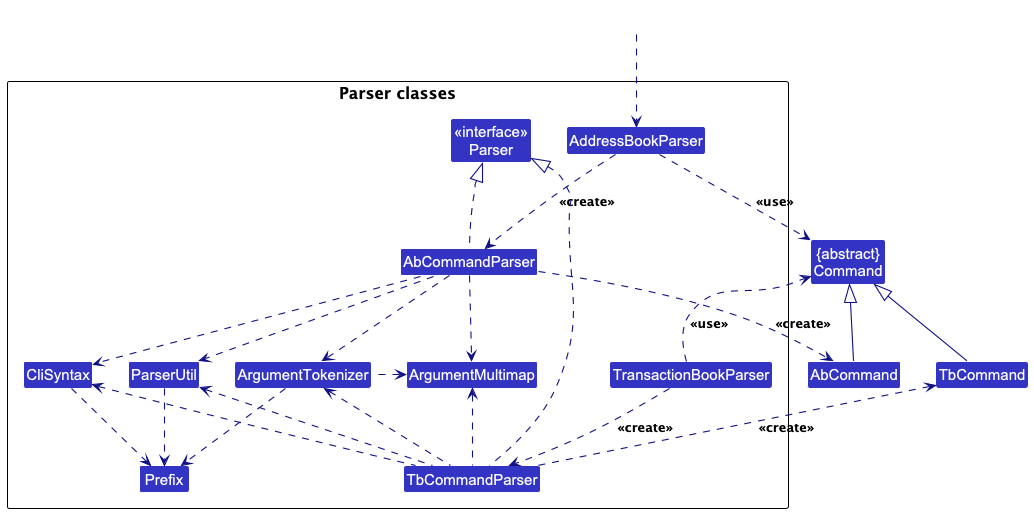 Parser classes
«interface»
Parser
AddressBookParser
«create»
«use»
{abstract}
Command
AbCommandParser
«use»
«create»
CliSyntax
ParserUtil
ArgumentTokenizer
ArgumentMultimap
TransactionBookParser
AbCommand
TbCommand
«create»
«create»
Prefix
TbCommandParser